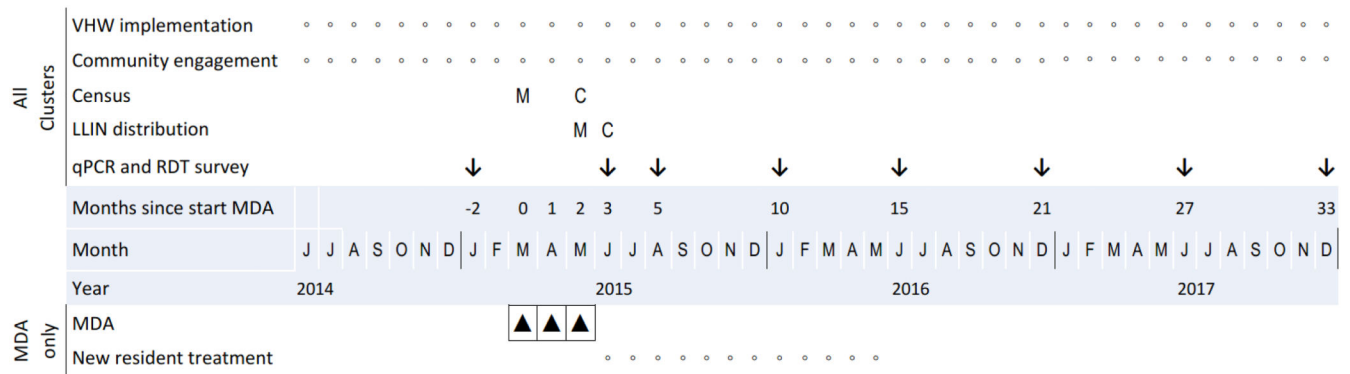 All Clusters
VHW implementation
Community engagement
Census M C
LLIN distribution M C
qPCR and RDT survey
Months since start MDA -2 0 1 2 3 5 10 15 21 27 33
Month J J A S O N D J F M A M J J A S O N D J F M A M J J A S O N D J F M A M J J A S O N D
Year 2014 2015 2016 2017
MDA only
MDA
New resident treatment